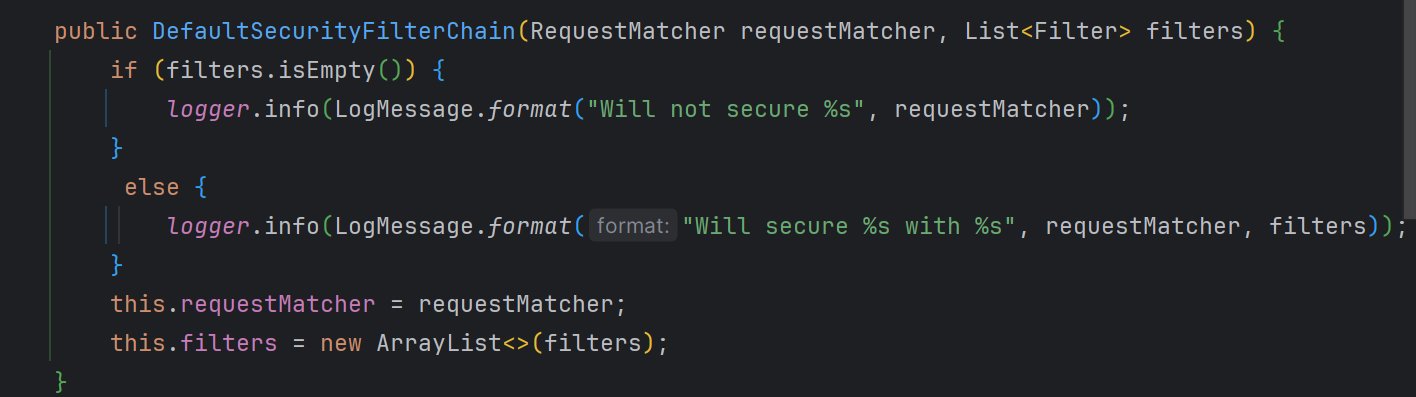 public DefaultSecurityFilterChain(RequestMatcher requestMatcher, List<Filter> filters) {
    if (filters.isEmpty()) {
        logger.info(LogMessage.format("Will not secure %s", requestMatcher));
    }
     else {
        logger.info(LogMessage.format( format: "Will secure %s with %s", requestMatcher, filters));
    }
    this.requestMatcher = requestMatcher;
    this.filters = new ArrayList<>(filters);
}